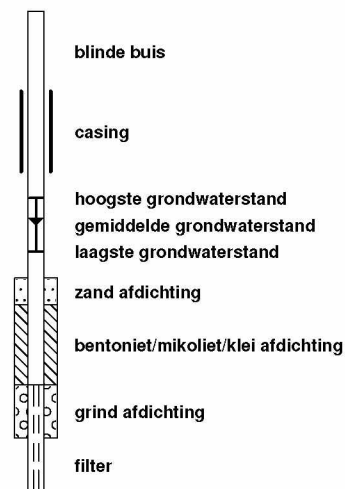 blinde buis
casing
hoogste grondwaterstand
gemiddelde grondwaterstand
laagste grondwaterstand
zand afdichting
bentoniet/mikoliet/klei afdichting
grind afdichting
filter